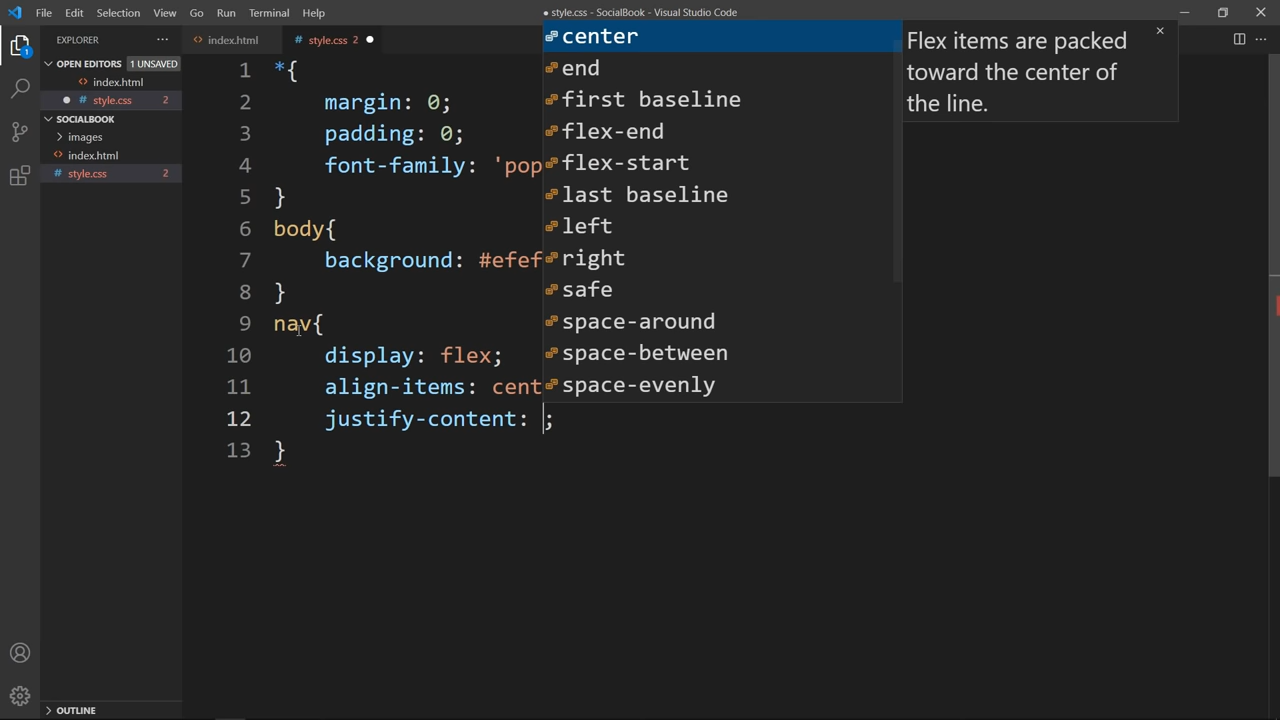 File Edit Selection View Go Run Terminal Help
● style.css - SocialBook - Visual Studio Code
EXPLORER ···
OPEN EDITORS 1 UNSAVED
<> index.html
● # style.css 2
SOCIALBOOK
images
<> index.html
# style.css 2
OUTLINE
<> index.html # style.css 2 ●
1 *{
2 margin: 0;
3 padding: 0;
4 font-family: 'pop
5 }
6 body{
7 background: #efef
8 }
9 nav{
10 display: flex;
11 align-items: cent
12 justify-content: ;
13 }
center
end
first baseline
flex-end
flex-start
last baseline
left
right
safe
space-around
space-between
space-evenly
Flex items are packed
toward the center of
the line.